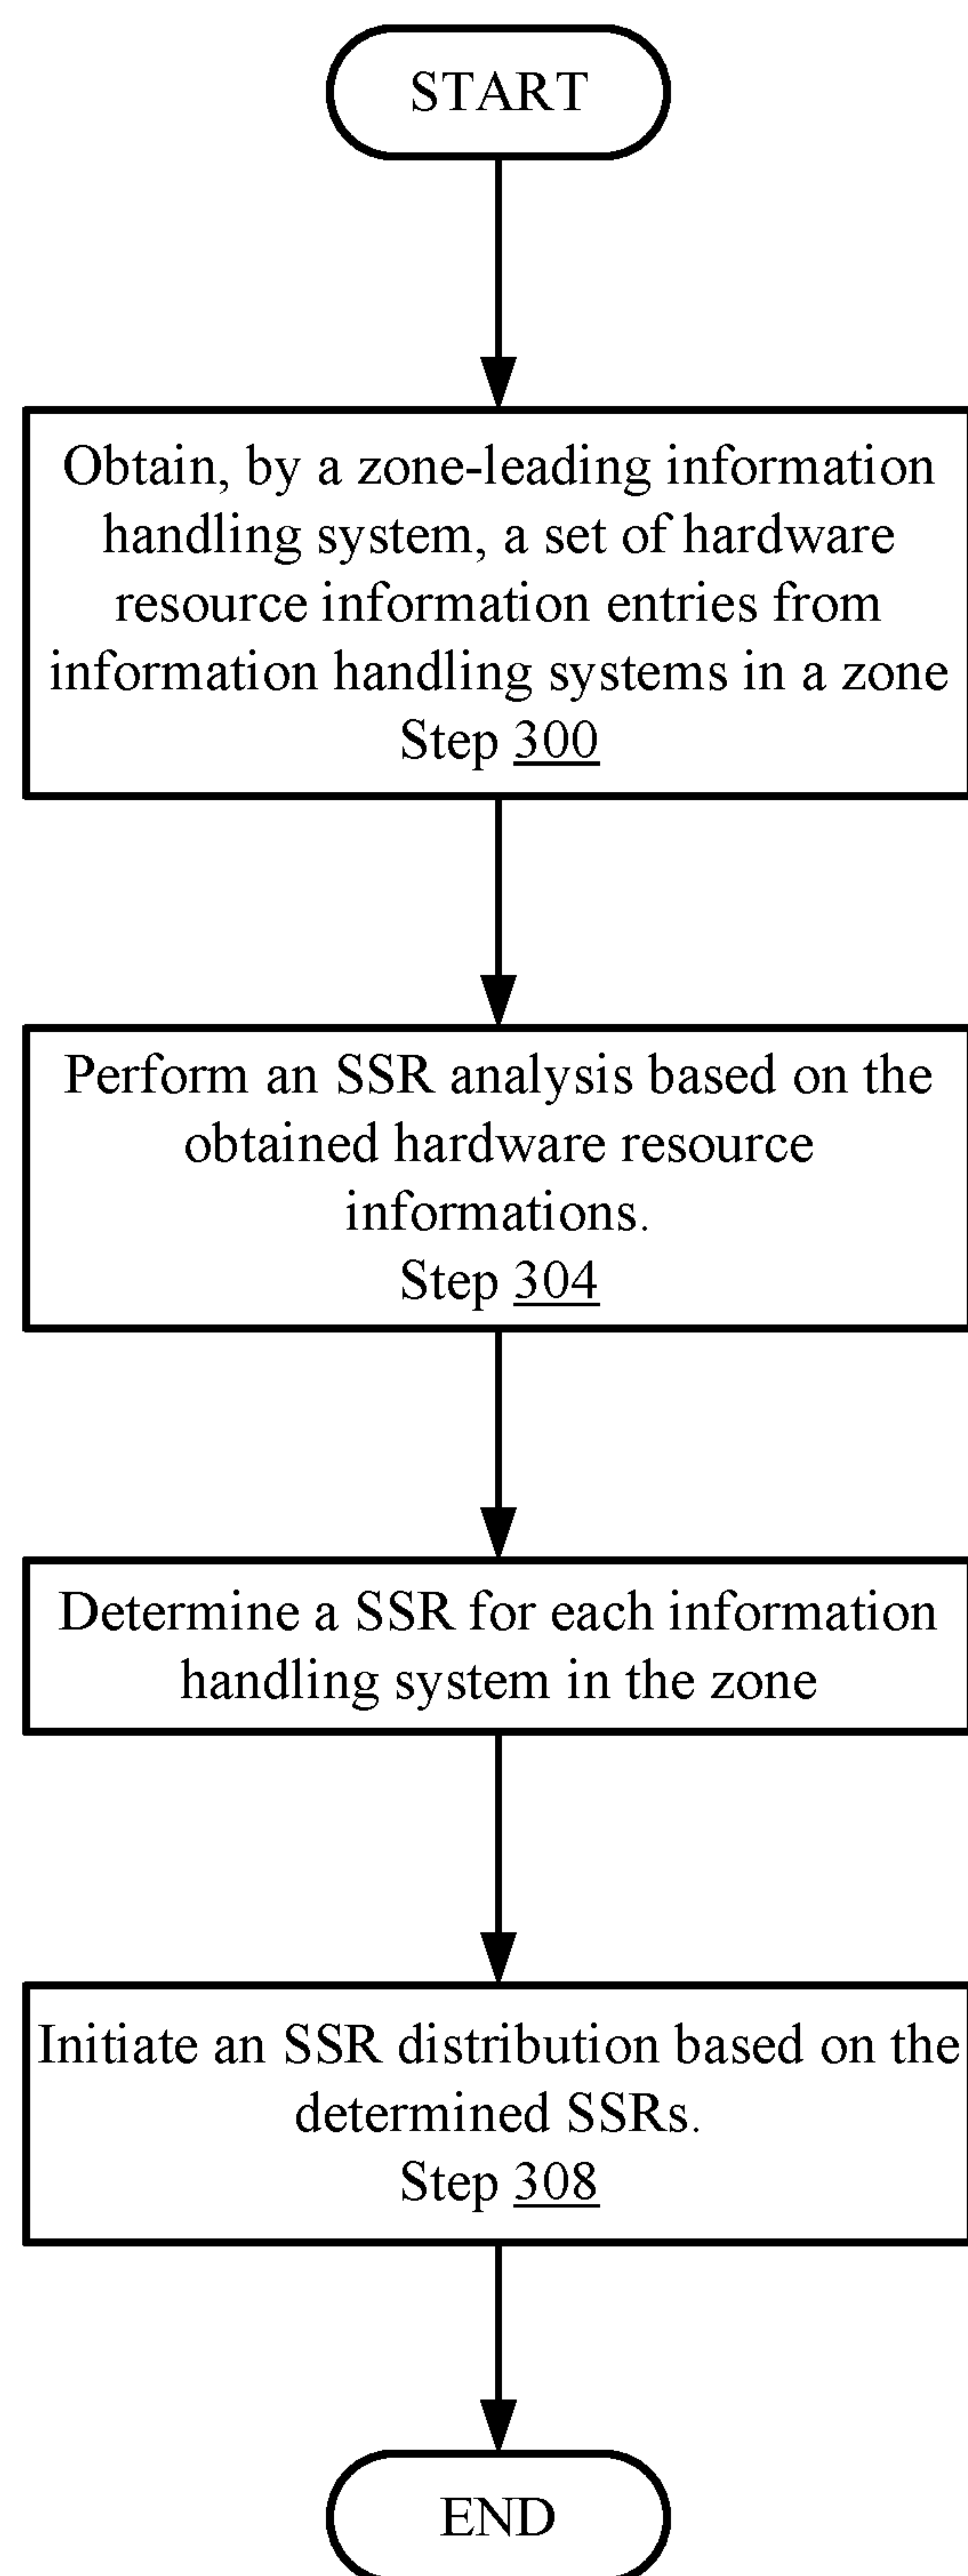 START
Obtain, by a zone-leading information
handling system, a set of hardware
resource information entries from
information handling systems in a zone
Step 300
Perform an SSR analysis based on the
obtained hardware resource
informations.
Step 304
Determine a SSR for each information
handling system in the zone
Initiate an SSR distribution based on the
determined SSRs.
Step 308
END